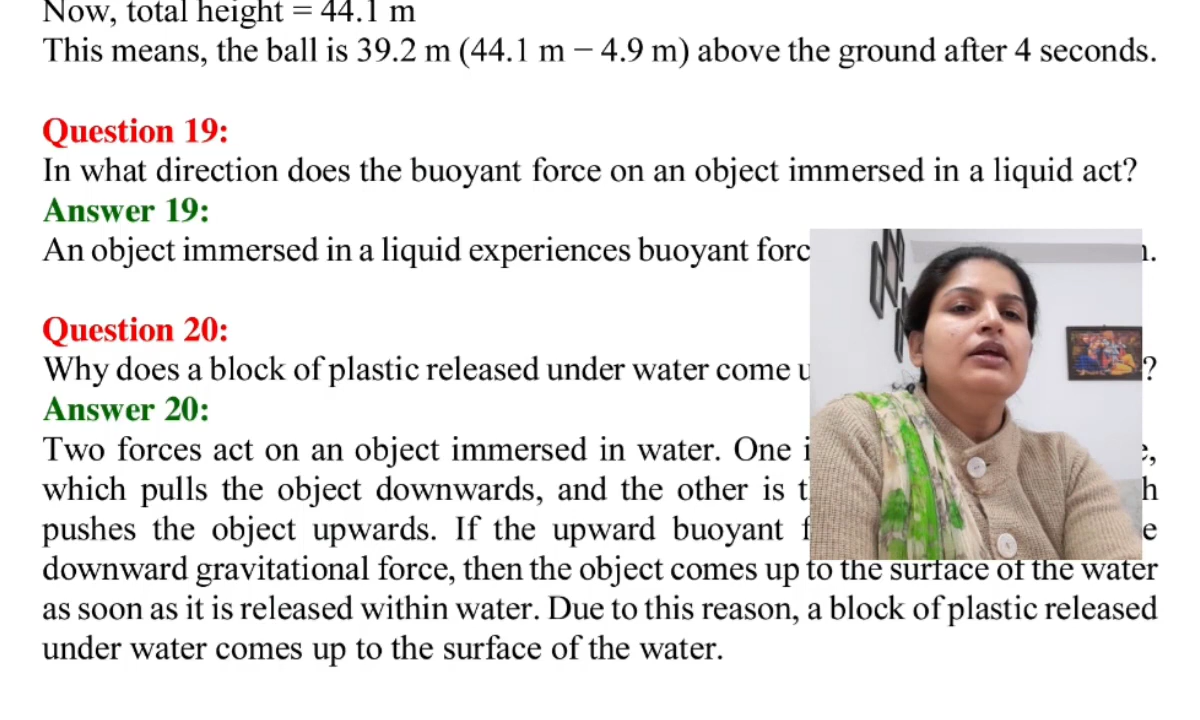 Now, total height = 44.1 m
This means, the ball is 39.2 m (44.1 m − 4.9 m) above the ground after 4 seconds.
Question 19:
In what direction does the buoyant force on an object immersed in a liquid act?
Answer 19:
An object immersed in a liquid experiences buoyant
Question 20:
Why does a block of plastic released under water come ?
Answer 20:
Two forces act on an object immersed in water. One
which pulls the object downwards, and the other is
pushes the object upwards. If the upward buoyant
downward gravitational force, then the object comes up to the surface of the water
as soon as it is released within water. Due to this reason, a block of plastic released
under water comes up to the surface of the water.